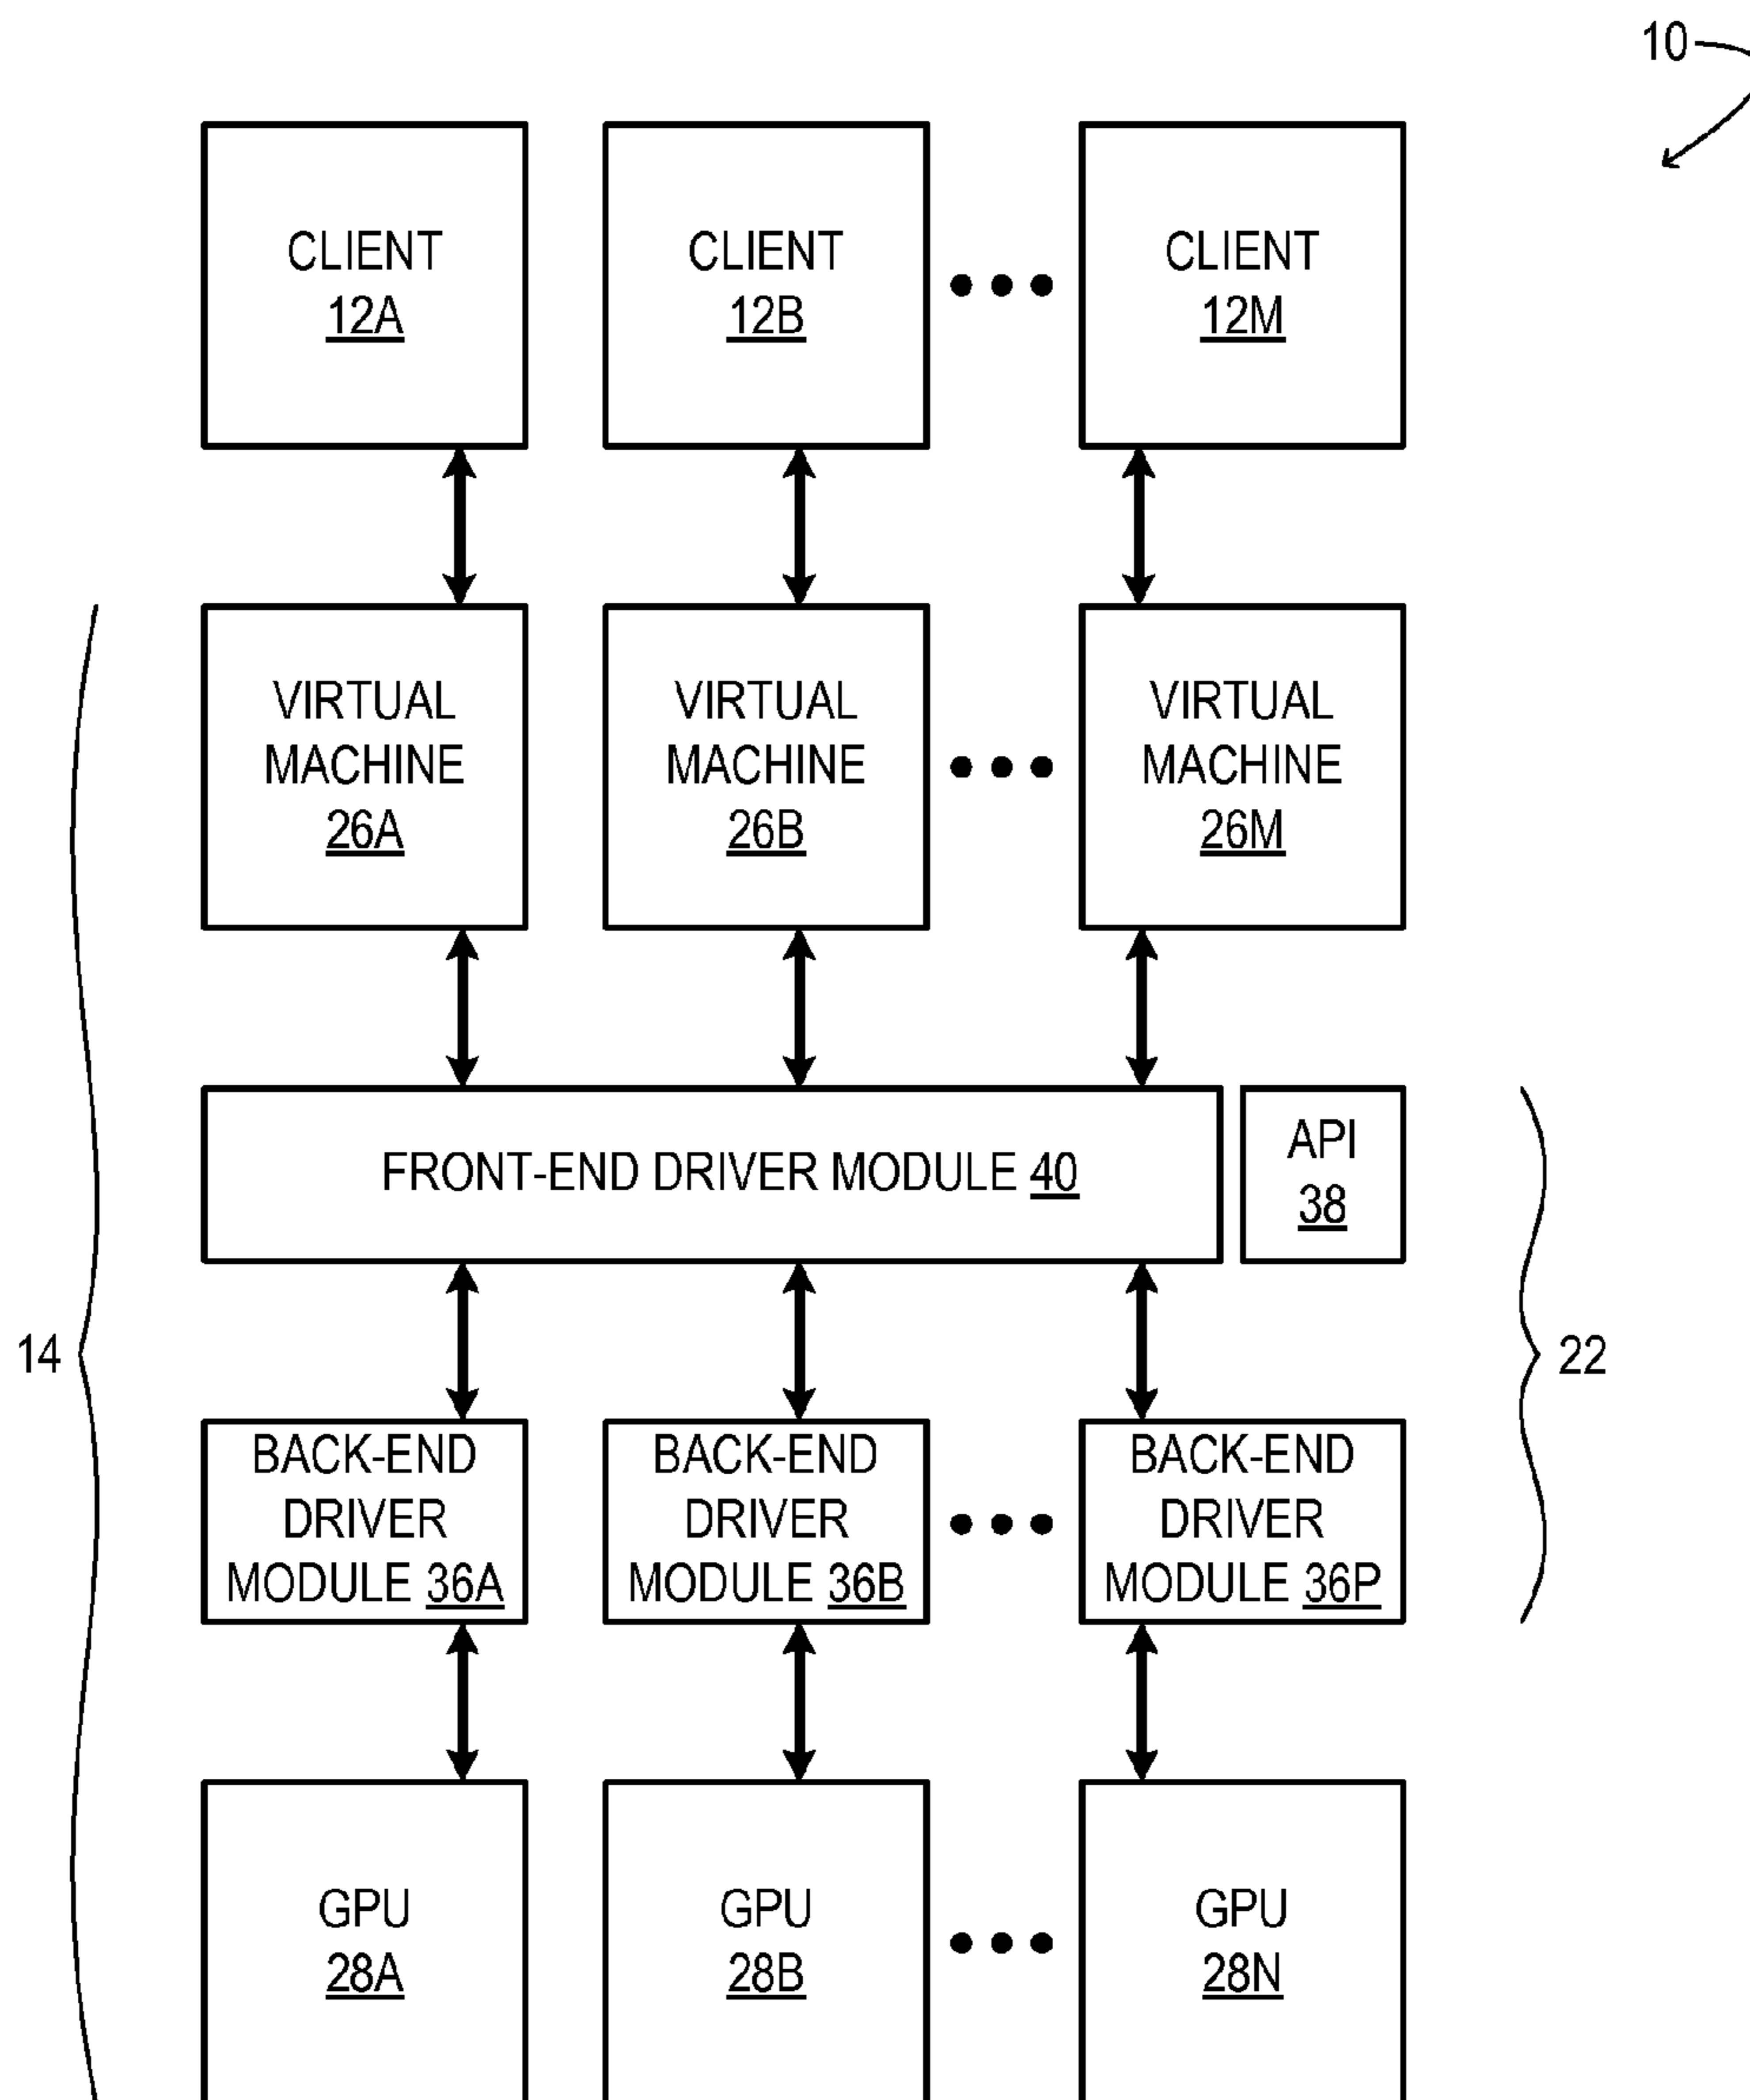 10
CLIENT
12A
CLIENT
12B
CLIENT
12M
VIRTUAL
MACHINE
26A
VIRTUAL
MACHINE
26B
VIRTUAL
MACHINE
26M
FRONT-END DRIVER MODULE 40
API
38
14
22
BACK-END
DRIVER
MODULE 36A
BACK-END
DRIVER
MODULE 36B
BACK-END
DRIVER
MODULE 36P
GPU
28A
GPU
28B
GPU
28N